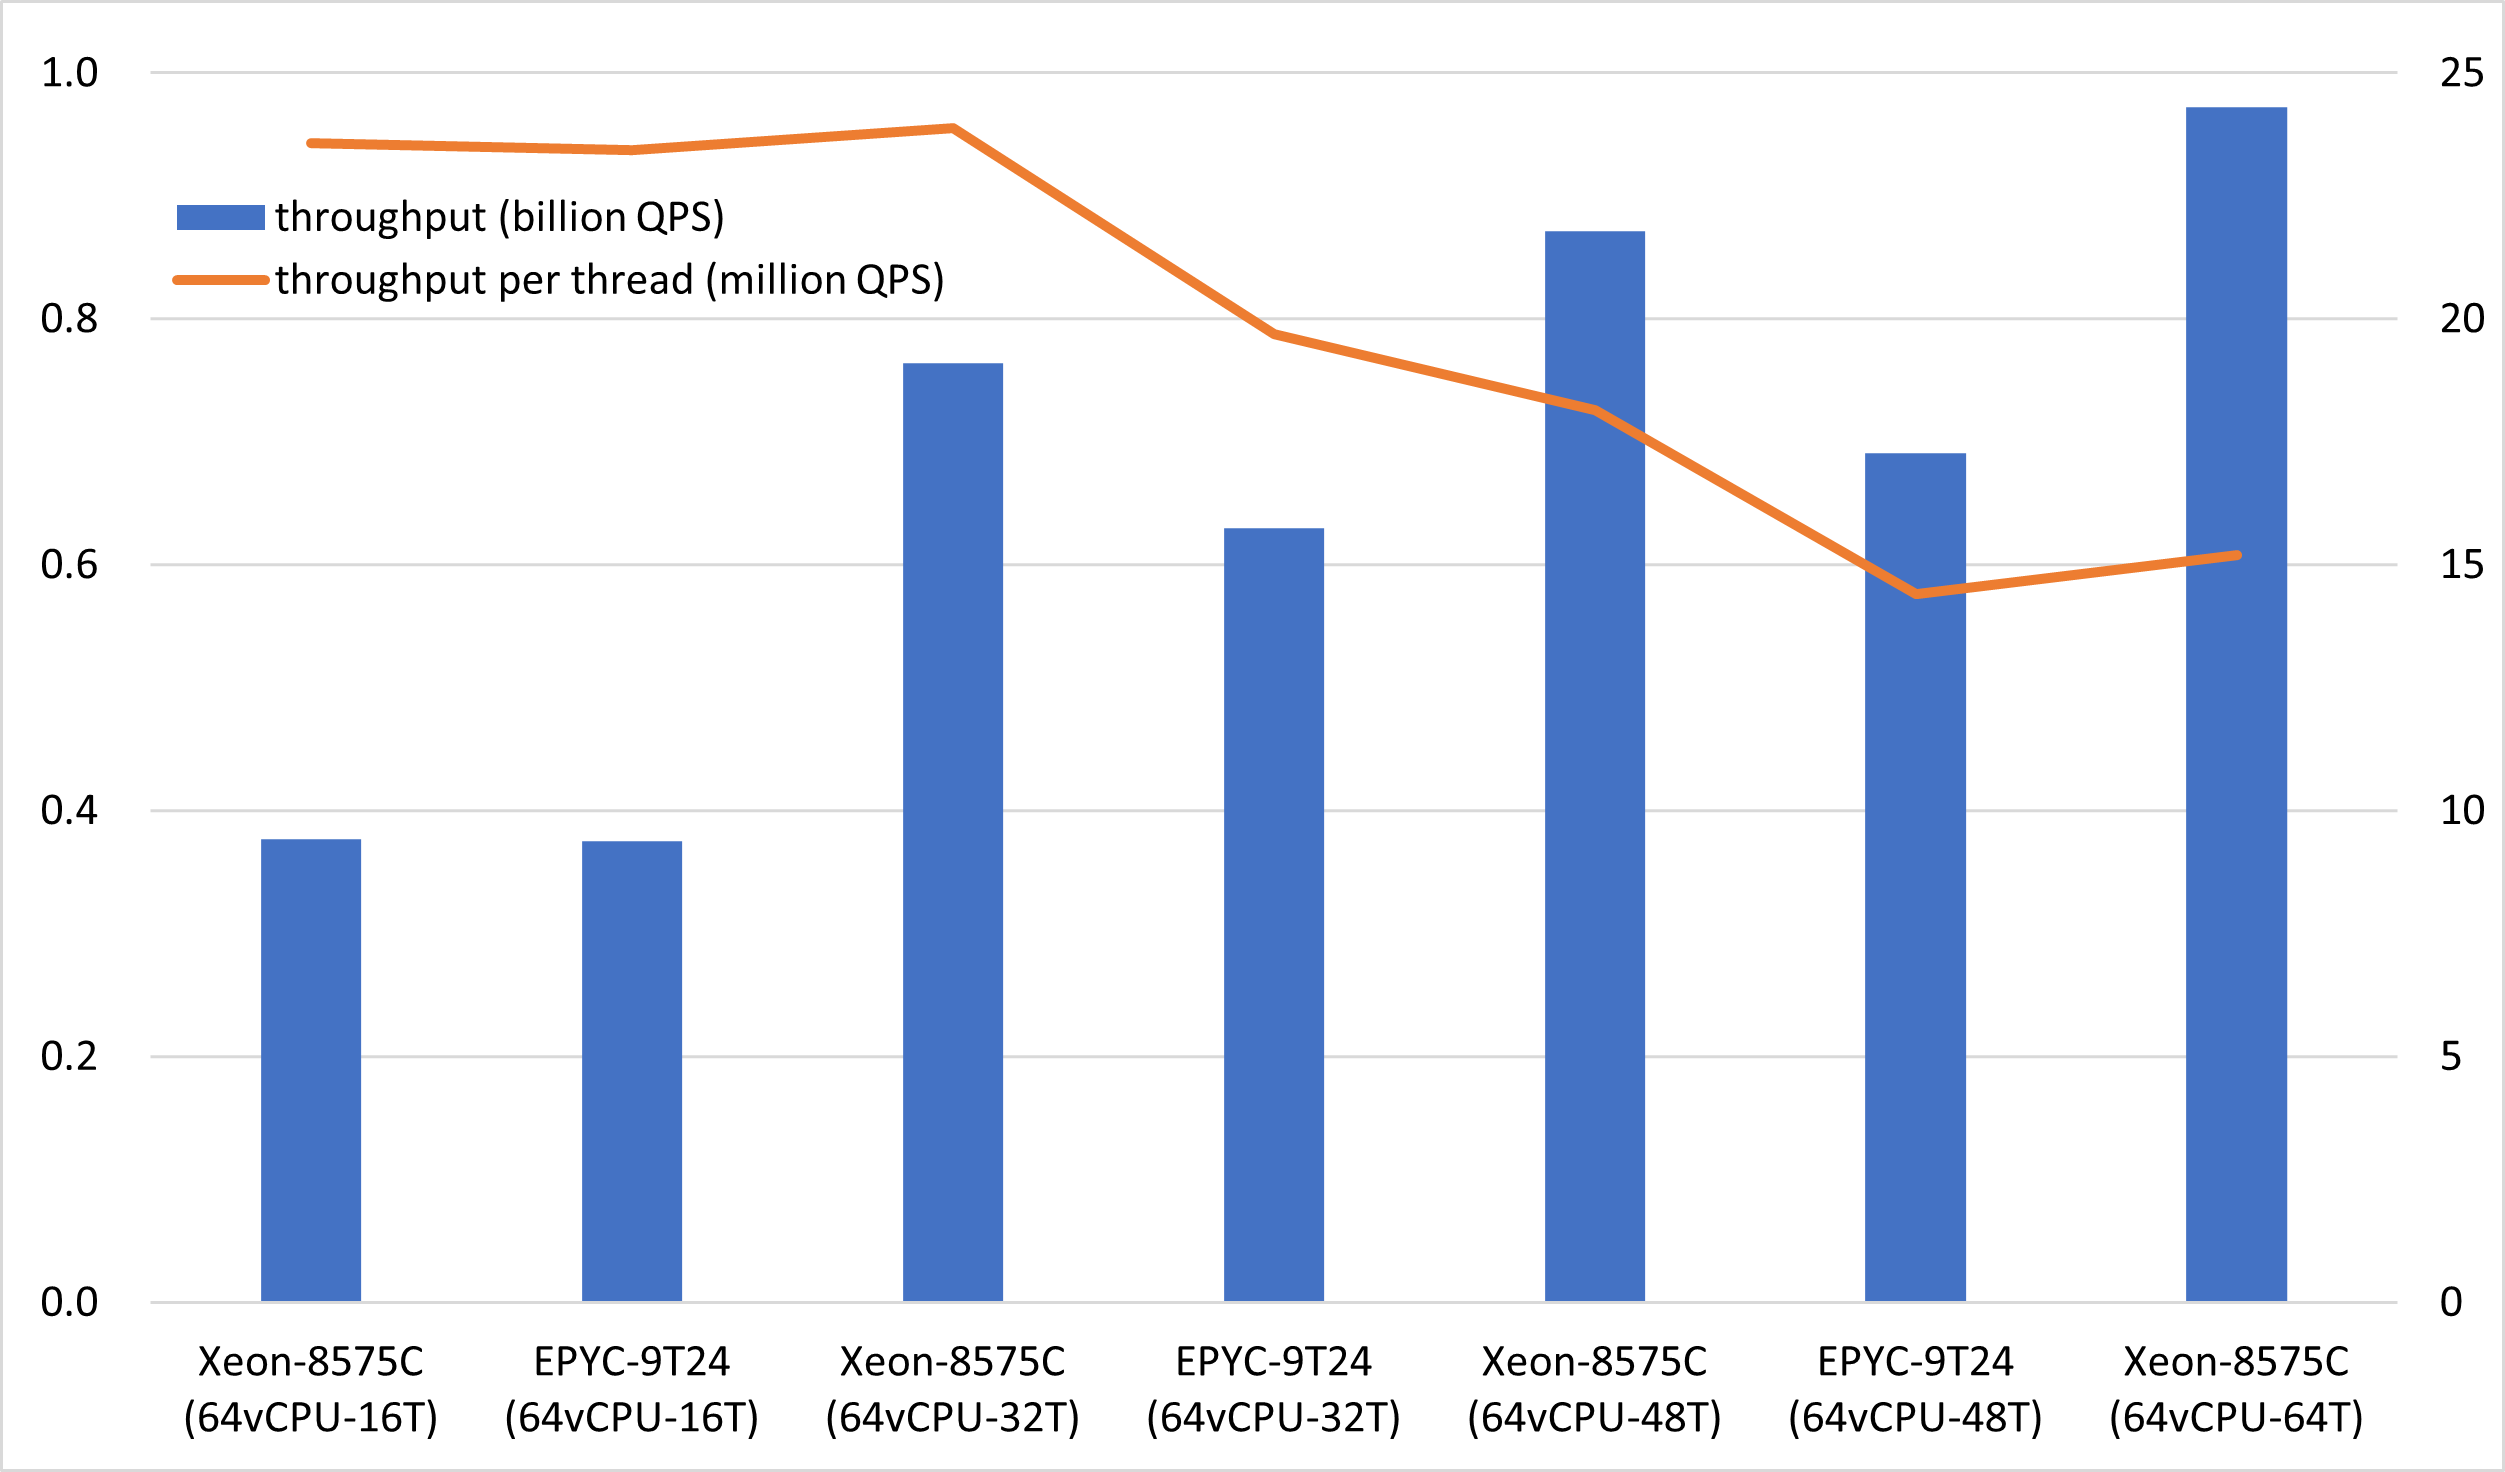 1.0
0.8
0.6
0.4
0.2
0.0
25
20
15
10
5
0
throughput (billion QPS)
throughput per thread (million QPS)
Xeon-8575C
(64vCPU-16T)
EPYC-9T24
(64vCPU-16T)
Xeon-8575C
(64vCPU-32T)
EPYC-9T24
(64vCPU-32T)
Xeon-8575C
(64vCPU-48T)
EPYC-9T24
(64vCPU-48T)
Xeon-8575C
(64vCPU-64T)